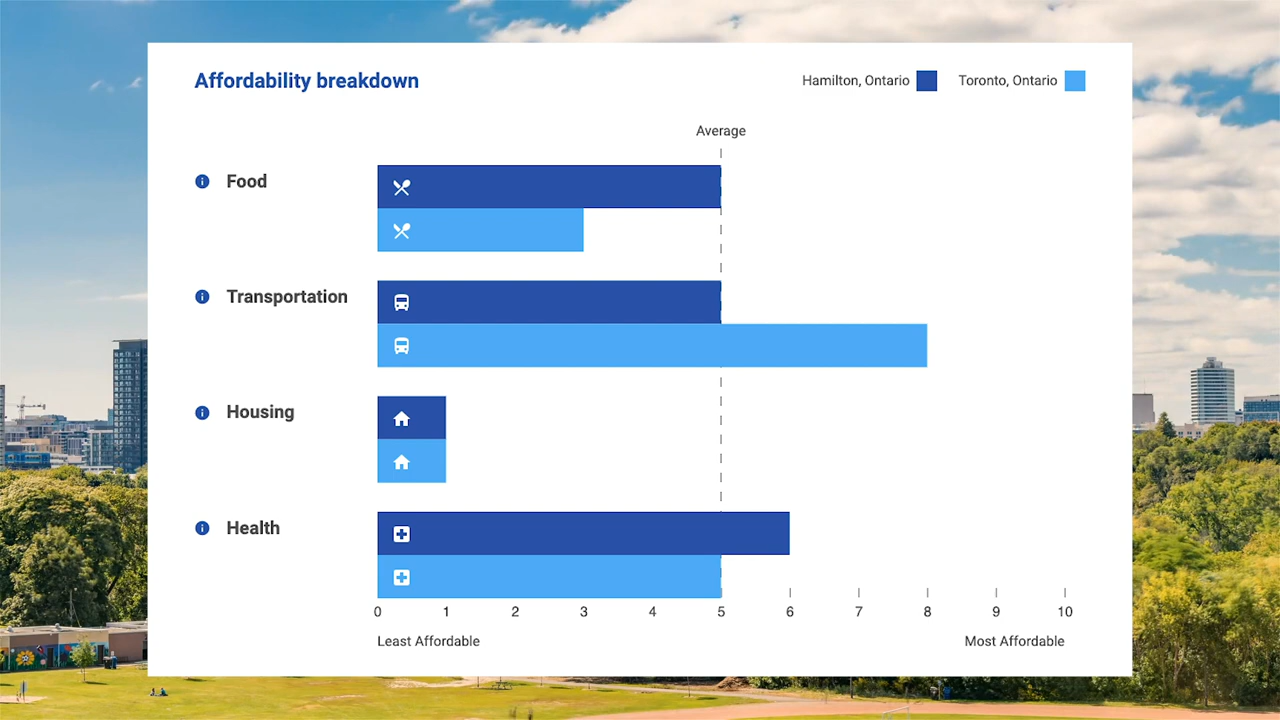 Affordability breakdown
Hamilton, Ontario
Toronto, Ontario
Average
Food
Transportation
Housing
Health
0 1 2 3 4 5 6 7 8 9 10
Least Affordable
Most Affordable